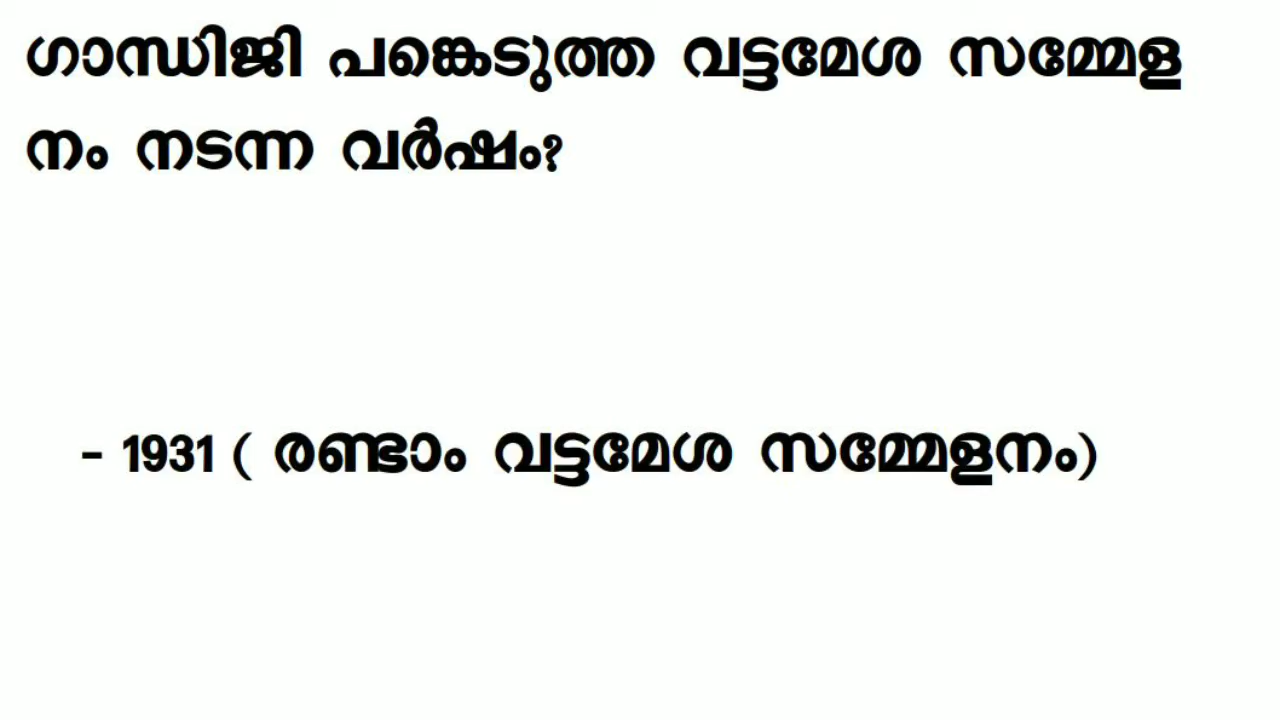 ഗാന്ധിജി പങ്കെടുത്ത വട്ടമേശ സമ്മേള
നം നടന്ന വർഷം?
- 1931 ( രണ്ടാം വട്ടമേശ സമ്മേളനം)